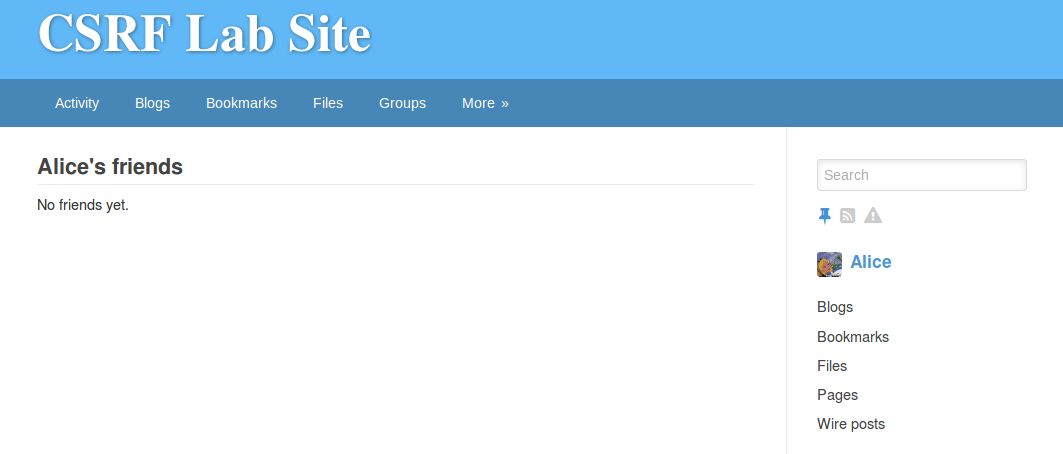 CSRF Lab Site
Activity Blogs Bookmarks Files Groups More »
Alice's friends
No friends yet.
Search
Alice
Blogs
Bookmarks
Files
Pages
Wire posts